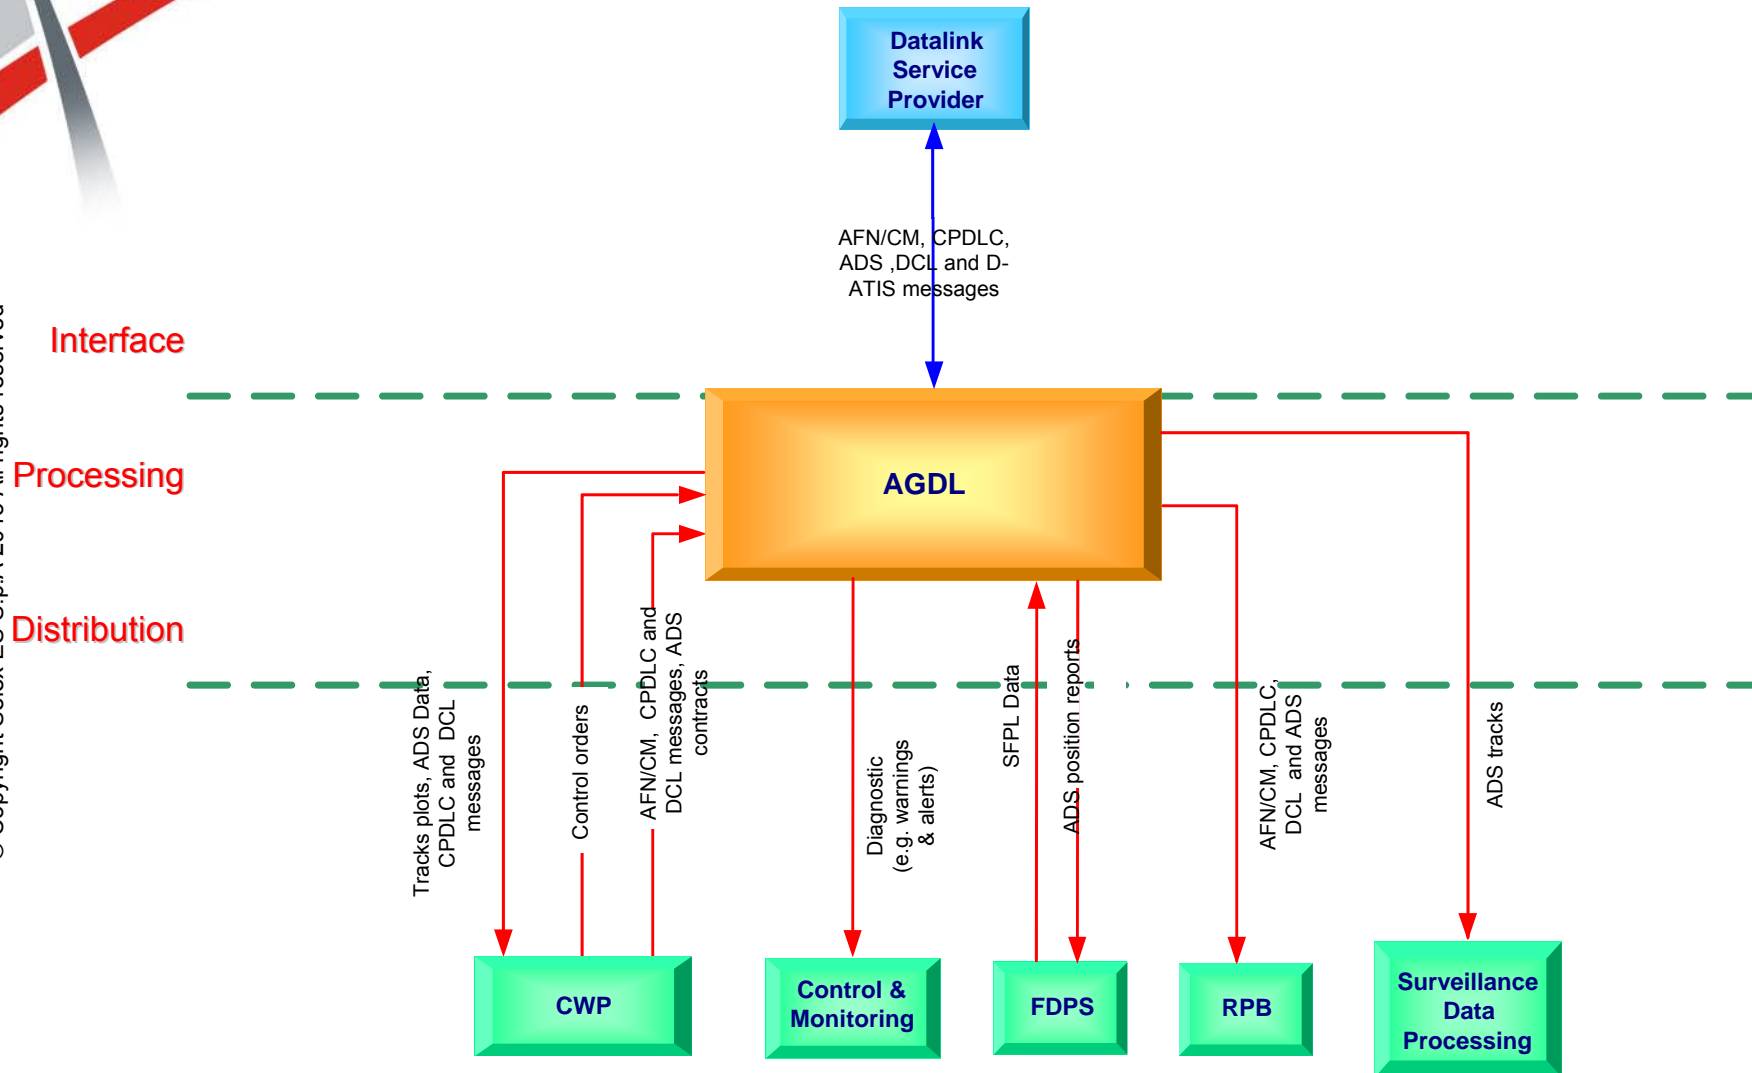 Datalink
Service
Provider
AFN/CM, CPDLC,
ADS ,DCL and D-
ATIS messages
Interface
Processing
Distribution
AGDL
Tracks plots, ADS Data,
CPDLC and DCL
messages
Control orders
AFN/CM, CPDLC and
DCL messages, ADS
contracts
Diagnostic
(e.g. warnings
& alerts)
SFPL Data
ADS position reports
AFN/CM, CPDLC,
DCL and ADS
messages
ADS tracks
CWP
Control &
Monitoring
FDPS
RPB
Surveillance
Data
Processing